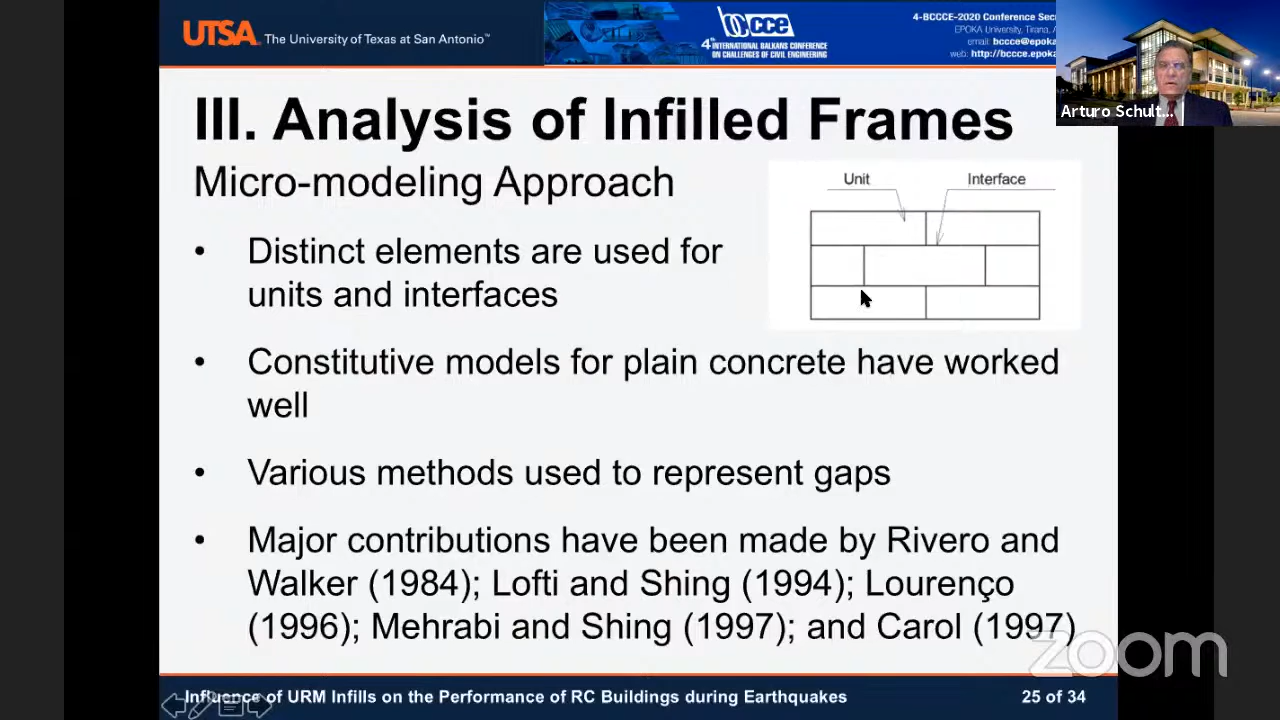 UTSA The University of Texas at San Antonio™
bccce
4th INTERNATIONAL BALKANS CONFERENCE
ON CHALLENGES OF CIVIL ENGINEERING
4-BCCCE-2020 Conference Sec
EPOKA University, Tirana, A
email: bccce@epoka
web: http://bccce.epoka
Arturo Schult...
III. Analysis of Infilled Frames
Micro-modeling Approach
Unit Interface
• Distinct elements are used for
units and interfaces
• Constitutive models for plain concrete have worked
well
• Various methods used to represent gaps
• Major contributions have been made by Rivero and
Walker (1984); Lofti and Shing (1994); Lourenço
(1996); Mehrabi and Shing (1997); and Carol (1997)
zoom
Influence of URM Infills on the Performance of RC Buildings during Earthquakes 25 of 34